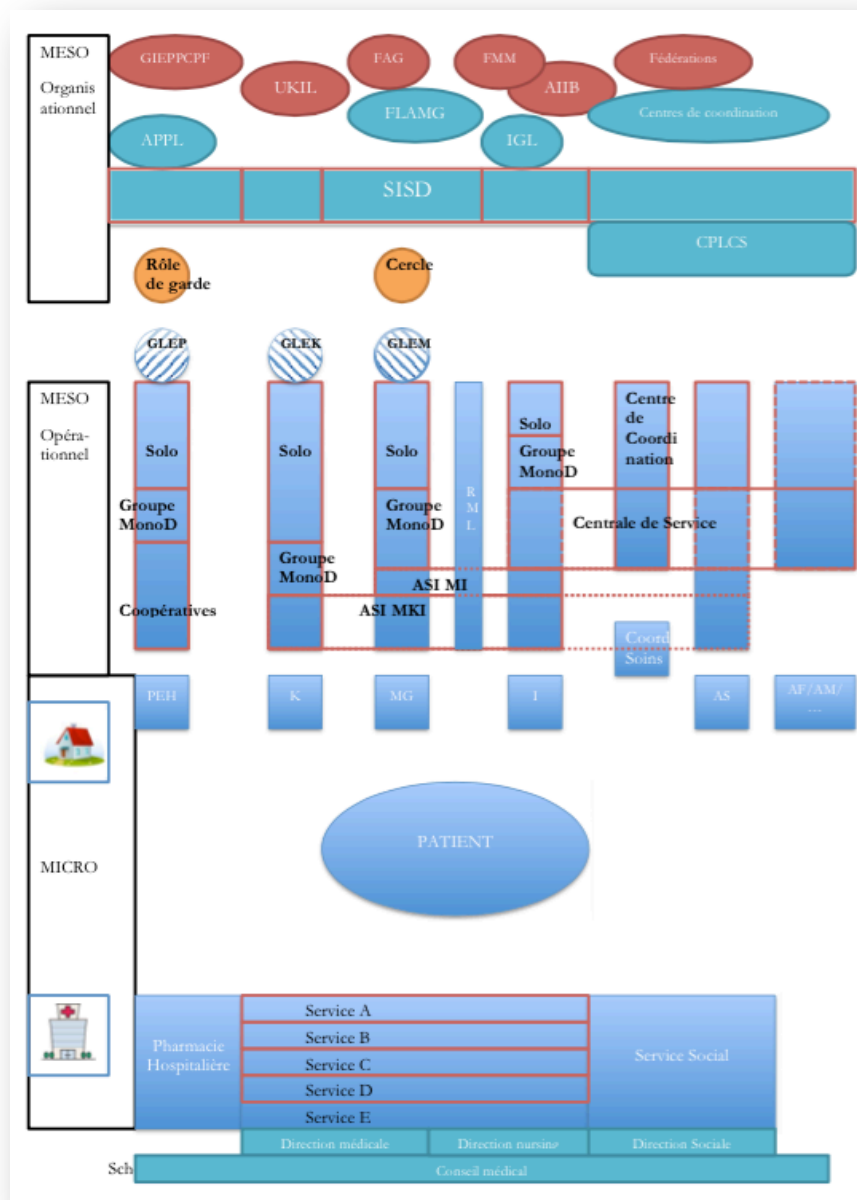 MESO
Organis
ationnel
GIEPPCPF
UKIL
FAG
FMM
AIIB
Fédérations
APPL
FLAMG
IGL
Centres de coordination
SISD
CPLCS
Rôle
de garde
Cercle
GLEP
GLEK
GLEM
MESO
Opéra-
tionnel
Solo
Solo
Solo
Solo
Groupe
MonoD
Centre
de
Coordi
nation
Groupe
MonoD
Groupe
MonoD
R
M
L
Centrale de Service
Groupe
MonoD
ASI MI
Coopératives
ASI MKI
Coord
Soins
PEH
K
MG
I
AS
AF/AM/
...
MICRO
PATIENT
Pharmacie
Hospitalière
Service A
Service B
Service C
Service D
Service E
Service Social
Direction médicale
Direction nursing
Direction Sociale
Sch
Conseil médical